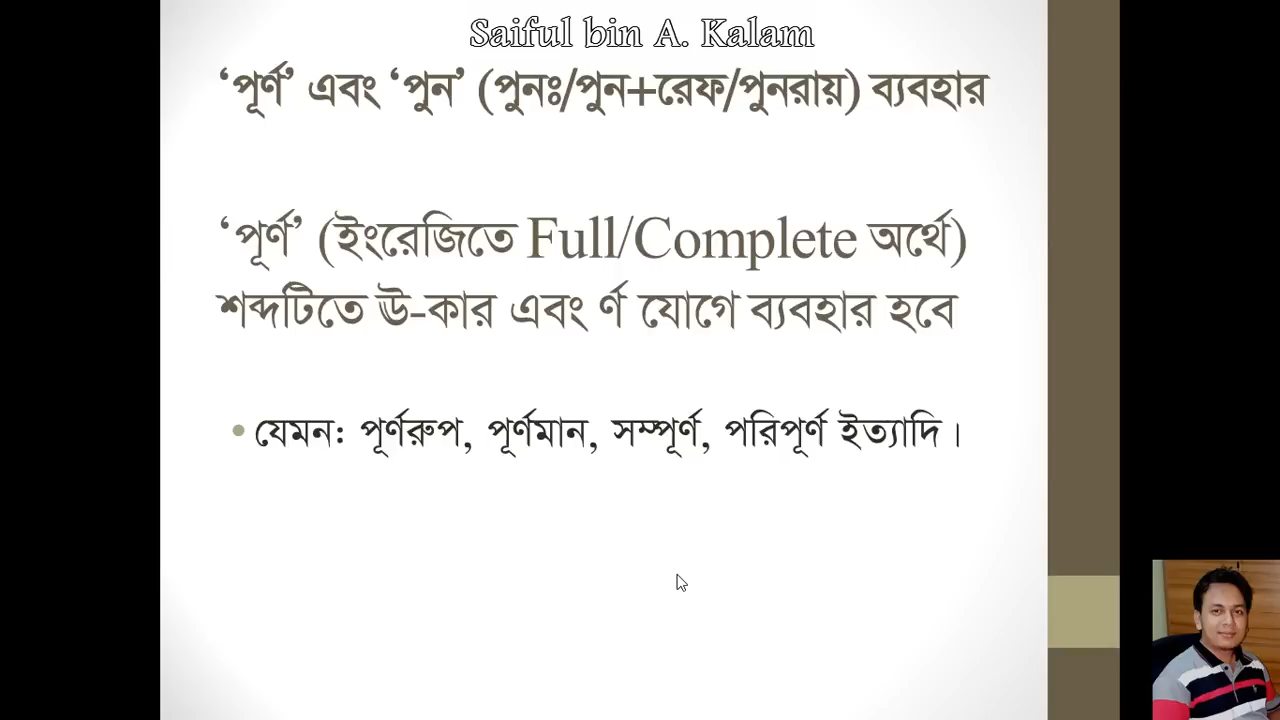 Saiful bin A. Kalam
‘পূর্ণ’ এবং ‘পুন’ (পুনঃ/পুন+রেফ/পুনরায়) ব্যবহার
‘পূর্ণ’ (ইংরেজিতে Full/Complete অর্থে)
শব্দটিতে ঊ-কার এবং র্ণ যোগে ব্যবহার হবে
• যেমন: পূর্ণরুপ, পূর্ণমান, সম্পূর্ণ, পরিপূর্ণ ইত্যাদি।